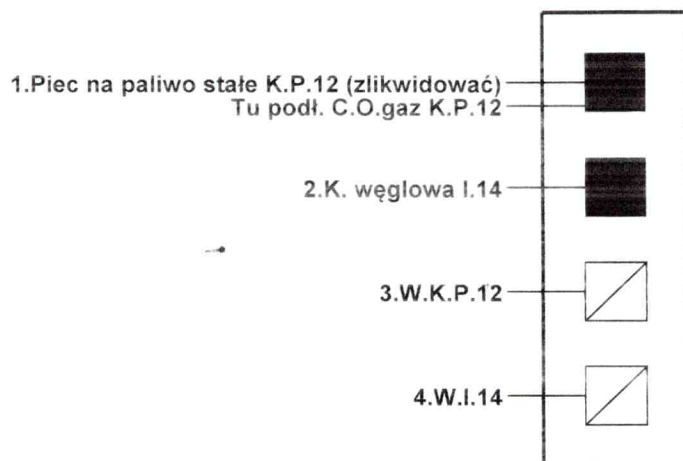 1.Piec na paliwo stałe K.P.12 (zlikwidować)
Tu podł. C.O.gaz K.P.12
2.K. węglowa I.14
3.W.K.P.12
4.W.I.14